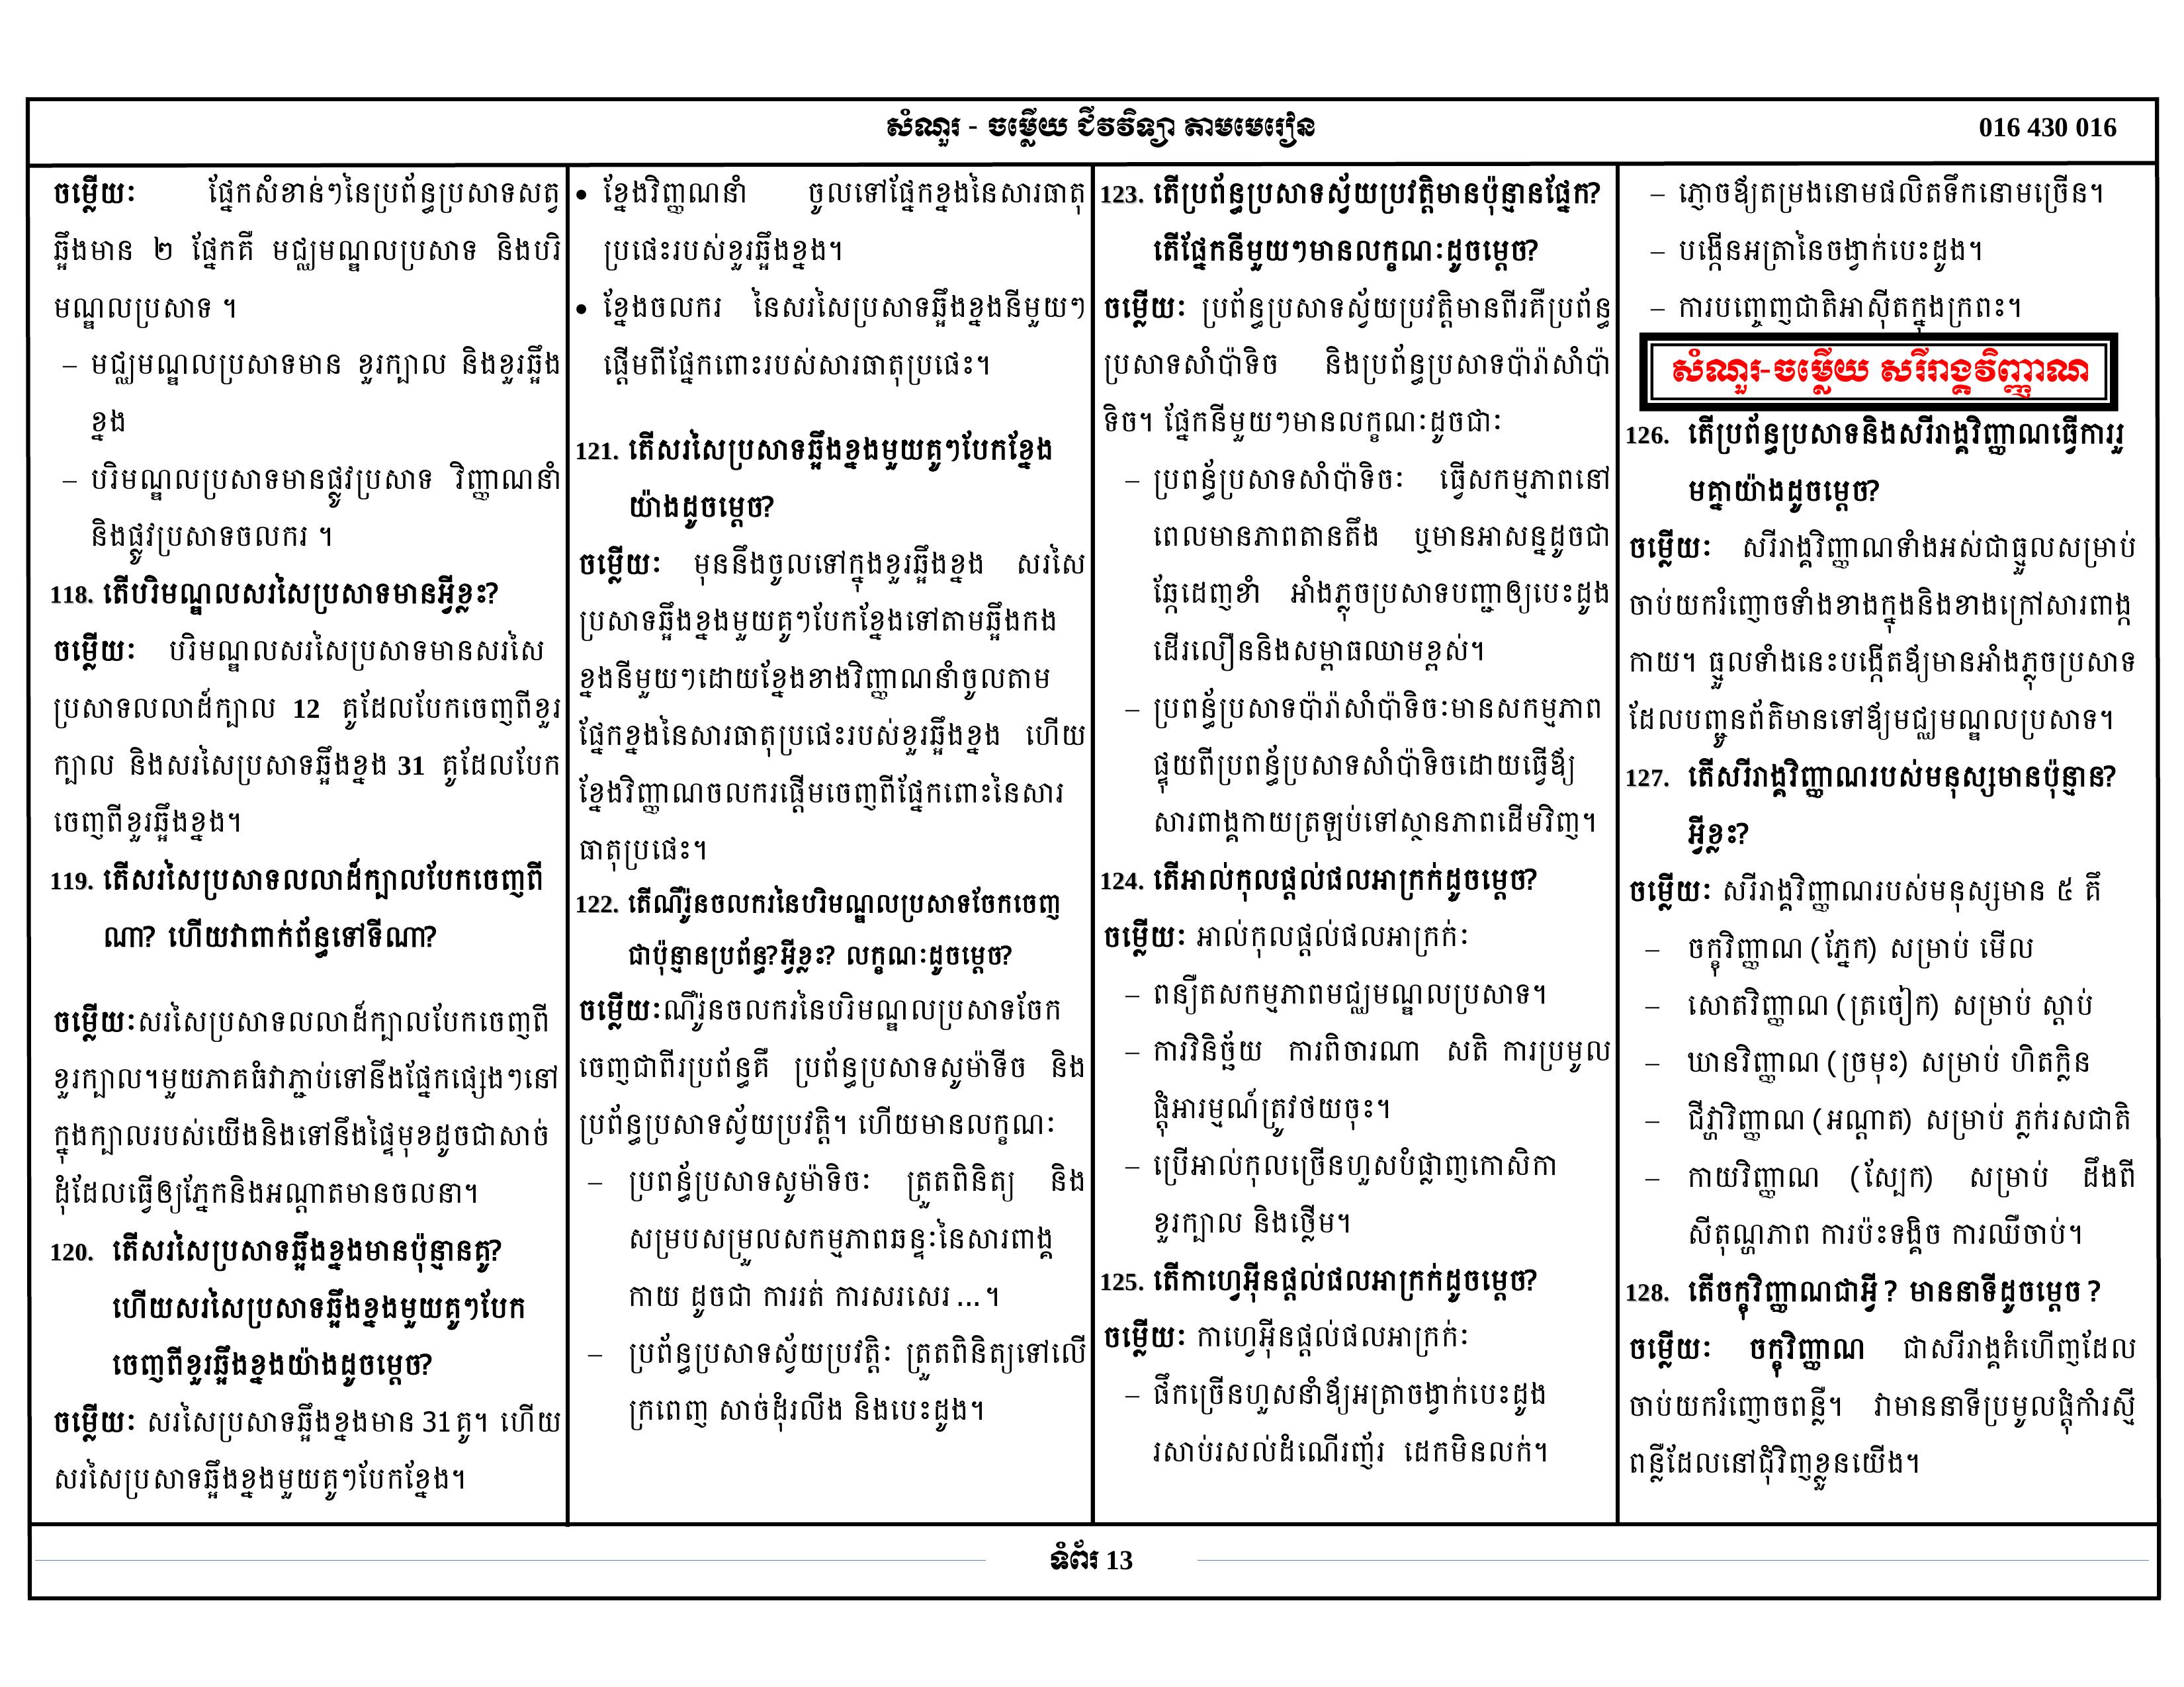 សំណួរ - ចម្លើយ ជីវវិទ្យា តាមមេរៀន
016 430 016
ចម្លើយៈ ផ្នែកសំខាន់ៗនៃប្រព័ន្ធប្រសាទសត្វ
ឆ្អឹងមាន ២ ផ្នែកគឺ មជ្ឈមណ្ឌលប្រសាទ និងបរិ
មណ្ឌលប្រសាទ ។
– មជ្ឈមណ្ឌលប្រសាទមាន ខួរក្បាល និងខួរឆ្អឹង
ខ្នង
– បរិមណ្ឌលប្រសាទមានផ្លូវប្រសាទ វិញ្ញាណនាំ
និងផ្លូវប្រសាទចលករ ។
118. តើបរិមណ្ឌលសរសៃប្រសាទមានអ្វីខ្លះ?
ចម្លើយៈ បរិមណ្ឌលសរសៃប្រសាទមានសរសៃ
ប្រសាទលលាដ៍ក្បាល 12 គូដែលបែកចេញពីខួរ
ក្បាល និងសរសៃប្រសាទឆ្អឹងខ្នង 31 គូដែលបែក
ចេញពីខួរឆ្អឹងខ្នង។
119. តើសរសៃប្រសាទលលាដ៍ក្បាលបែកចេញពី
ណា? ហើយវាពាក់ព័ន្ធទៅទីណា?
ចម្លើយៈសរសៃប្រសាទលលាដ៍ក្បាលបែកចេញពី
ខួរក្បាល។មួយភាគធំវាភ្ជាប់ទៅនឹងផ្នែកផ្សេងៗនៅ
ក្នុងក្បាលរបស់យើងនិងទៅនឹងផ្ទៃមុខដូចជាសាច់
ដុំដែលធ្វើឲ្យភ្នែកនិងអណ្តាតមានចលនា។
120. តើសរសៃប្រសាទឆ្អឹងខ្នងមានប៉ុន្មានគូ?
ហើយសរសៃប្រសាទឆ្អឹងខ្នងមួយគូៗបែក
ចេញពីខួរឆ្អឹងខ្នងយ៉ាងដូចម្តេច?
ចម្លើយៈ សរសៃប្រសាទឆ្អឹងខ្នងមាន 31 គូ។ ហើយ
សរសៃប្រសាទឆ្អឹងខ្នងមួយគូៗបែកខ្នែង។
• ខ្នែងវិញ្ញណនាំ ចូលទៅផ្នែកខ្នងនៃសារធាតុ
ប្រផេះរបស់ខួរឆ្អឹងខ្នង។
• ខ្នែងចលករ នៃសរសៃប្រសាទឆ្អឹងខ្នងនីមួយៗ
ផ្តើមពីផ្នែកពោះរបស់សារធាតុប្រផេះ។
121. តើសរសៃប្រសាទឆ្អឹងខ្នងមួយគូៗបែកខ្នែង
យ៉ាងដូចម្តេច?
ចម្លើយៈ មុននឹងចូលទៅក្នុងខួរឆ្អឹងខ្នង សរសៃ
ប្រសាទឆ្អឹងខ្នងមួយគូៗបែកខ្នែងទៅតាមឆ្អឹងកង
ខ្នងនីមួយៗដោយខ្នែងខាងវិញ្ញាណនាំចូលតាម
ផ្នែកខ្នងនៃសារធាតុប្រផេះរបស់ខួរឆ្អឹងខ្នង ហើយ
ខ្នែងវិញ្ញាណចលករផ្តើមចេញពីផ្នែកពោះនៃសារ
ធាតុប្រផេះ។
122. តើណឺរ៉ូនចលករនៃបរិមណ្ឌលប្រសាទចែកចេញ
ជាប៉ុន្មានប្រព័ន្ធ?អ្វីខ្លះ? លក្ខណៈដូចម្តេច?
ចម្លើយៈណឺរ៉ូនចលករនៃបរិមណ្ឌលប្រសាទចែក
ចេញជាពីរប្រព័ន្ធគឺ ប្រព័ន្ធប្រសាទសូម៉ាទីច និង
ប្រព័ន្ធប្រសាទស្វ័យប្រវត្តិ។ ហើយមានលក្ខណៈ
– ប្រពន្ធ័ប្រសាទសូម៉ាទិចៈ ត្រួតពិនិត្យ និង
សម្របសម្រួលសកម្មភាពឆន្ទៈនៃសារពាង្គ
កាយ ដូចជា ការរត់ ការសរសេរ ... ។
– ប្រព័ន្ធប្រសាទស្វ័យប្រវត្តិៈ ត្រួតពិនិត្យទៅលើ
ក្រពេញ សាច់ដុំរលីង និងបេះដូង។
123. តើប្រព័ន្ធប្រសាទស្វ័យប្រវត្តិមានប៉ុន្មានផ្នែក?
តើផ្នែកនីមួយៗមានលក្ខណៈដូចម្តេច?
ចម្លើយៈ ប្រព័ន្ធប្រសាទស្វ័យប្រវត្តិមានពីរគឺប្រព័ន្ធ
ប្រសាទសាំប៉ាទិច និងប្រព័ន្ធប្រសាទប៉ារ៉ាសាំប៉ា
ទិច។ ផ្នែកនីមួយៗមានលក្ខណៈដូចជាៈ
– ប្រពន្ធ័ប្រសាទសាំប៉ាទិចៈ ធ្វើសកម្មភាពនៅ
ពេលមានភាពតានតឹង ឬមានអាសន្នដូចជា
ឆ្កែដេញខាំ អាំងភ្លុចប្រសាទបញ្ជាឲ្យបេះដូង
ដើរលឿននិងសម្ពាធឈាមខ្ពស់។
– ប្រពន្ធ័ប្រសាទប៉ារ៉ាសាំប៉ាទិចៈមានសកម្មភាព
ផ្ទុយពីប្រពន្ធ័ប្រសាទសាំប៉ាទិចដោយធ្វើឪ្យ
សារពាង្គកាយត្រឡប់ទៅស្ថានភាពដើមវិញ។
124. តើអាល់កុលផ្តល់ផលអាក្រក់ដូចម្តេច?
ចម្លើយៈ អាល់កុលផ្តល់ផលអាក្រក់ៈ
– ពន្យឺតសកម្មភាពមជ្ឈមណ្ឌលប្រសាទ។
– ការវិនិច្ឆ័យ ការពិចារណា សតិ ការប្រមូល
ផ្តុំអារម្មណ៍ត្រូវថយចុះ។
– ប្រើអាល់កុលច្រើនហួសបំផ្លាញកោសិកា
ខួរក្បាល និងថ្លើម។
125. តើកាហ្វេអ៊ីនផ្តល់ផលអាក្រក់ដូចម្តេច?
ចម្លើយៈ កាហ្វេអ៊ីនផ្តល់ផលអាក្រក់ៈ
– ផឹកច្រើនហួសនាំឪ្យអត្រាចង្វាក់បេះដូង
រសាប់រសល់ដំណើរញ័រ ដេកមិនលក់។
– ភ្ញោចឪ្យតម្រងនោមផលិតទឹកនោមច្រើន។
– បង្កើនអត្រានៃចង្វាក់បេះដូង។
– ការបញ្ចេញជាតិអាស៊ីតក្នុងក្រពះ។
សំណួរ-ចម្លើយ សរីរាង្គវិញ្ញាណ
126. តើប្រព័ន្ធប្រសាទនិងសរីរាង្គវិញ្ញាណធ្វើការរួ
មគ្នាយ៉ាងដូចម្តេច?
ចម្លើយៈ សរីរាង្គវិញ្ញាណទាំងអស់ជាធ្មួលសម្រាប់
ចាប់យករំញោចទាំងខាងក្នុងនិងខាងក្រៅសារពាង្គ
កាយ។ ធ្មួលទាំងនេះបង្កើតឪ្យមានអាំងភ្លុចប្រសាទ
ដែលបញ្ជូនព័ត៌មានទៅឪ្យមជ្ឈមណ្ឌលប្រសាទ។
127. តើសរីរាង្គវិញ្ញាណរបស់មនុស្សមានប៉ុន្មាន?
អ្វីខ្លះ?
ចម្លើយៈ សរីរាង្គវិញ្ញាណរបស់មនុស្សមាន ៥ គឺ
– ចក្ខុវិញ្ញាណ (ភ្នែក) សម្រាប់ មើល
– សោតវិញ្ញាណ (ត្រចៀក) សម្រាប់ ស្តាប់
– ឃានវិញ្ញាណ (ច្រមុះ) សម្រាប់ ហិតក្លិន
– ជីវ្ហាវិញ្ញាណ (អណ្តាត) សម្រាប់ ភ្លក់រសជាតិ
– កាយវិញ្ញាណ (ស្បែក) សម្រាប់ ដឹងពី
សីតុណ្ហភាព ការប៉ះទង្គិច ការឈឺចាប់។
128. តើចក្ខុវិញ្ញាណជាអ្វី ? មាននាទីដូចម្តេច ?
ចម្លើយៈ ចក្ខុវិញ្ញាណ ជាសរីរាង្គគំហើញដែល
ចាប់យករំញោចពន្លឺ។ វាមាននាទីប្រមូលផ្តុំកាំរស្មី
ពន្លឺដែលនៅជុំវិញខ្លួនយើង។
ទំព័រ 13